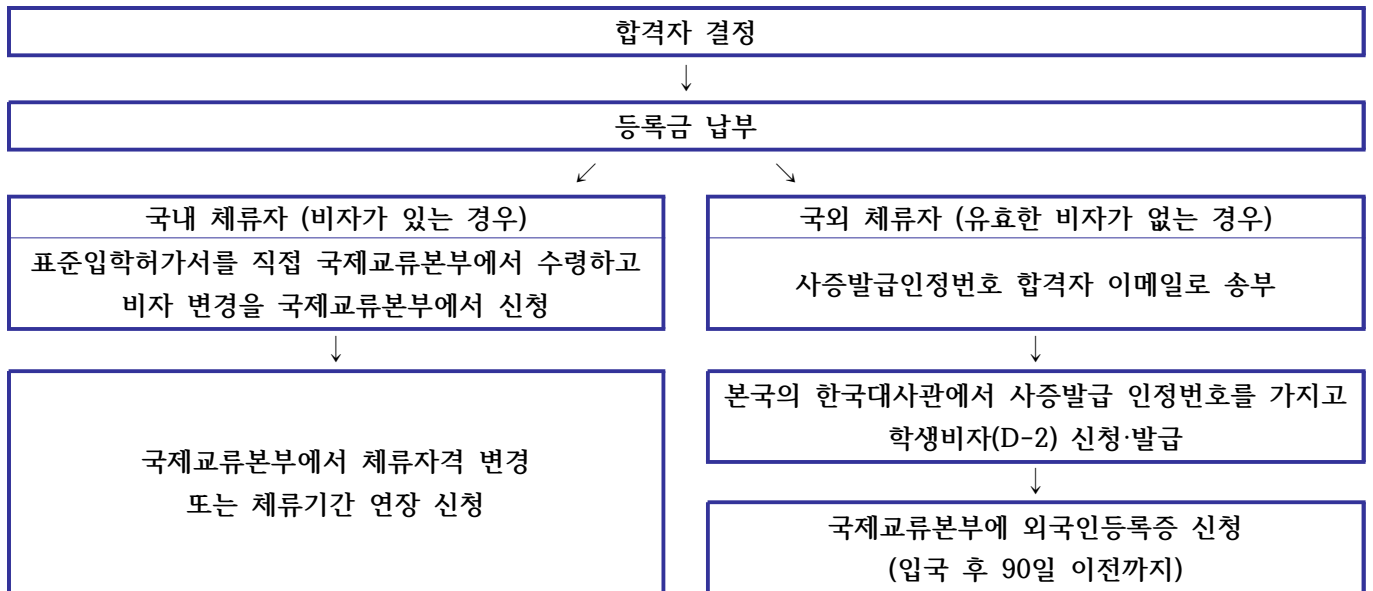 합격자 결정
↓
등록금 납부
↙ ↘
국내 체류자 (비자가 있는 경우)
표준입학허가서를 직접 국제교류본부에서 수령하고
비자 변경을 국제교류본부에서 신청
↓
국제교류본부에서 체류자격 변경
또는 체류기간 연장 신청
국외 체류자 (유효한 비자가 없는 경우)
사증발급인정번호 합격자 이메일로 송부
↓
본국의 한국대사관에서 사증발급 인정번호를 가지고
학생비자(D-2) 신청·발급
↓
국제교류본부에 외국인등록증 신청
(입국 후 90일 이전까지)